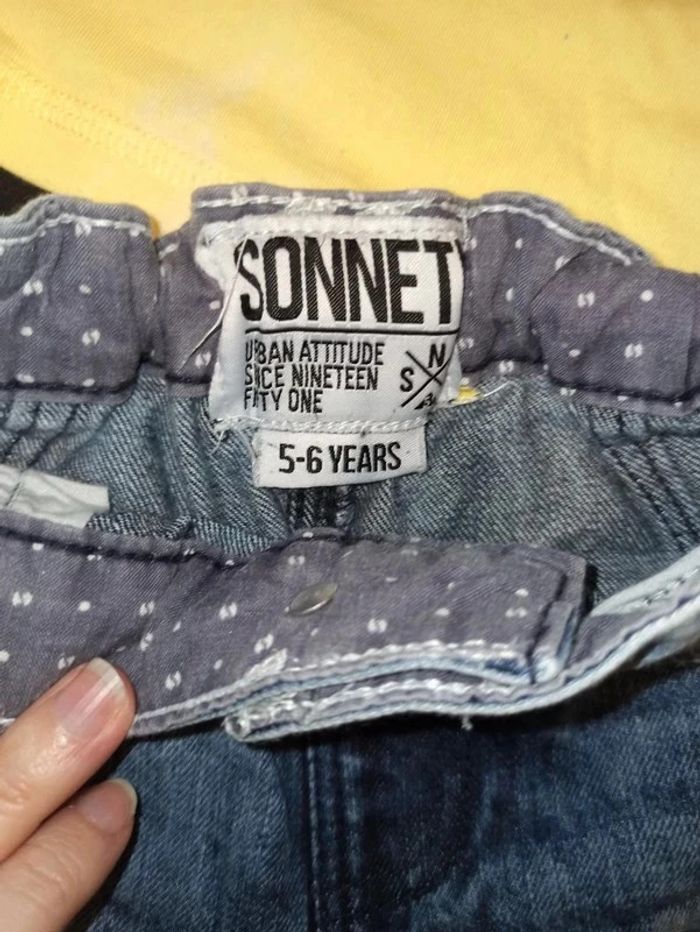 SONNET
URBAN ATTITUDE
SINCE NINETEEN
FIFTY ONE
N
S
5-6 YEARS